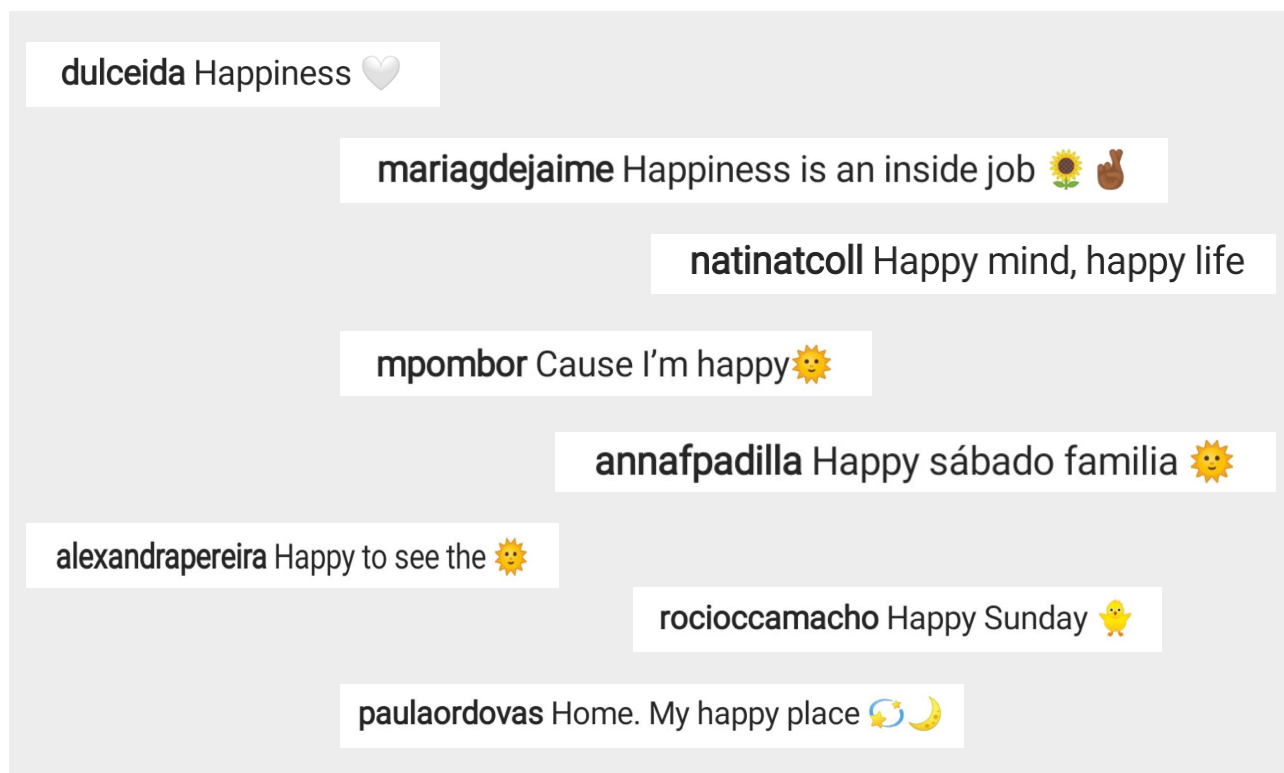 dulceida Happiness 🤍
mariagdejaime Happiness is an inside job 🌻🤞🏾
natinatcoll Happy mind, happy life
mpombor Cause I’m happy🌞
annafpadilla Happy sábado familia 🌞
alexandrapereira Happy to see the 🌞
rocioccamacho Happy Sunday 🐥
paulaordovas Home. My happy place 💫🌙